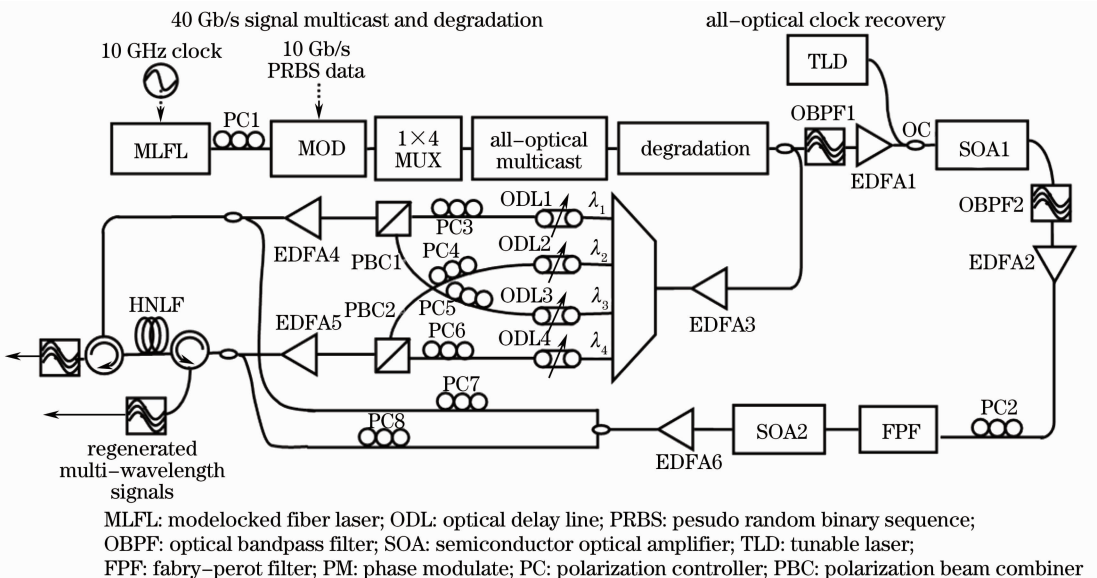 40 Gb/s signal multicast and degradation
all-optical clock recovery
10 GHz clock
10 Gb/s
PRBS data
TLD
MLFL
PC1
MOD
1×4
MUX
all-optical
multicast
degradation
OBPF1
EDFA1
OC
SOA1
OBPF2
EDFA2
EDFA4
PBC1
PC3
ODL1
λ1
PC4
ODL2
λ2
PC5
ODL3
λ3
PBC2
PC6
ODL4
λ4
EDFA3
HNLF
EDFA5
PC7
PC8
EDFA6
SOA2
FPF
PC2
regenerated
multi-wavelength
signals
MLFL: modelocked fiber laser; ODL: optical delay line; PRBS: pesudo random binary sequence;
OBPF: optical bandpass filter; SOA: semiconductor optical amplifier; TLD: tunable laser;
FPF: fabry-perot filter; PM: phase modulate; PC: polarization controller; PBC: polarization beam combiner